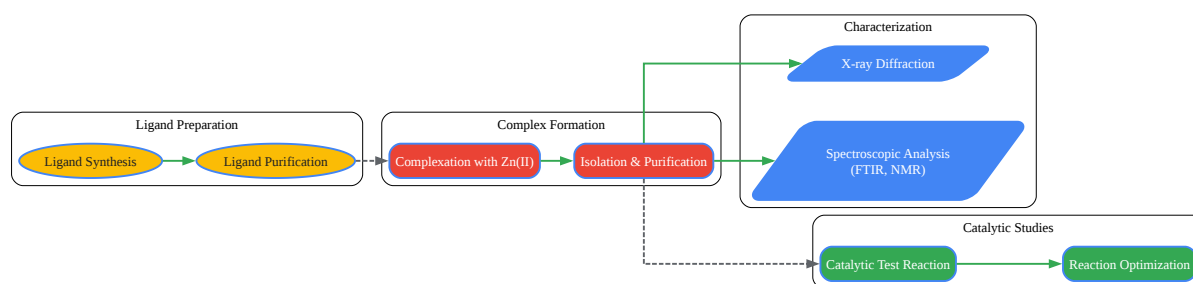 Characterization
X-ray Diffraction
Ligand Preparation
Ligand Synthesis
Ligand Purification
Complex Formation
Complexation with Zn(II)
Isolation & Purification
Spectroscopic Analysis
(FTIR, NMR)
Catalytic Studies
Catalytic Test Reaction
Reaction Optimization